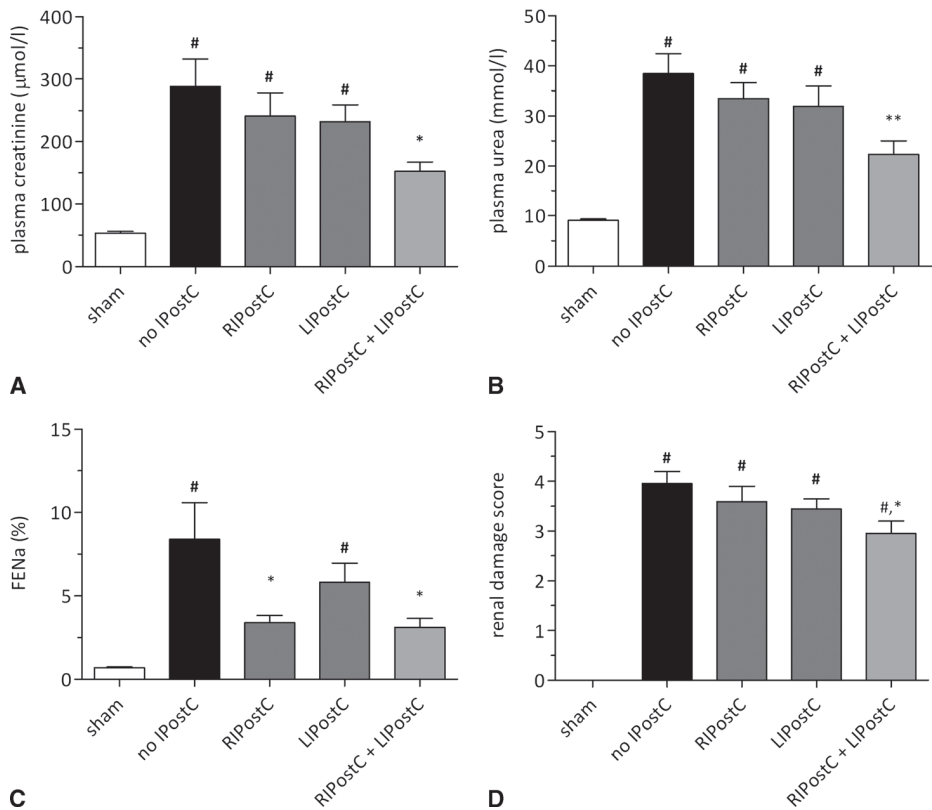 plasma creatinine (μmol/l)
400
300
200
100
0
#
#
#
*
sham
no IPostC
RIPostC
LIPostC
RIPostC + LIPostC
A
plasma urea (mmol/l)
50
40
30
20
10
0
#
#
#
**
sham
no IPostC
RIPostC
LIPostC
RIPostC + LIPostC
B
FENa (%)
15
10
5
0
#
*
#
*
sham
no IPostC
RIPostC
LIPostC
RIPostC + LIPostC
C
renal damage score
5
4
3
2
1
0
#
#
#
#,*
sham
no IPostC
RIPostC
LIPostC
RIPostC + LIPostC
D